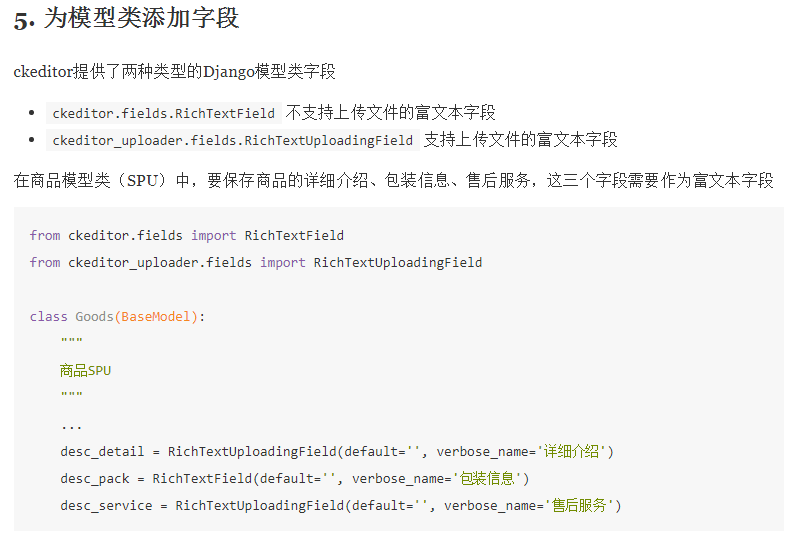 5. 为模型类添加字段
ckeditor提供了两种类型的Django模型类字段
• ckeditor.fields.RichTextField 不支持上传文件的富文本字段
• ckeditor_uploader.fields.RichTextUploadingField 支持上传文件的富文本字段
在商品模型类（SPU）中，要保存商品的详细介绍、包装信息、售后服务，这三个字段需要作为富文本字段
from ckeditor.fields import RichTextField
from ckeditor_uploader.fields import RichTextUploadingField
class Goods(BaseModel):
    """
    商品SPU
    """
    ...
    desc_detail = RichTextUploadingField(default='', verbose_name='详细介绍')
    desc_pack = RichTextField(default='', verbose_name='包装信息')
    desc_service = RichTextUploadingField(default='', verbose_name='售后服务')